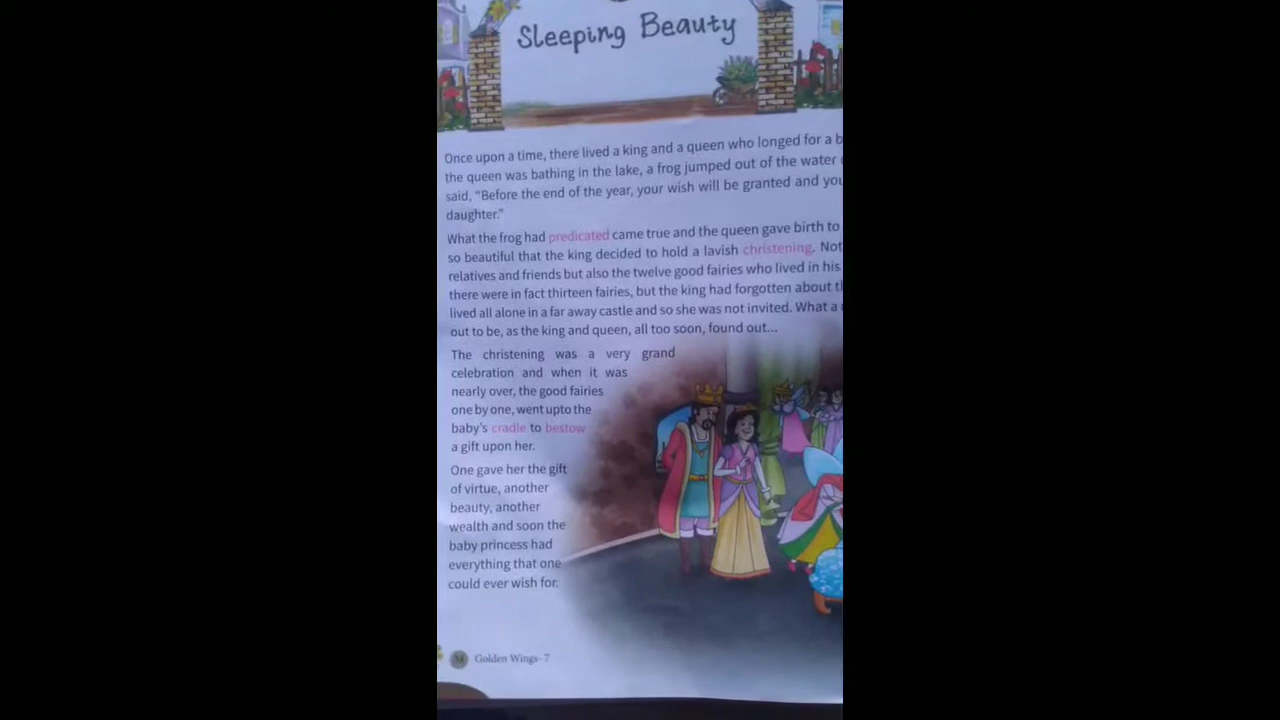 Sleeping Beauty
Once upon a time, there lived a king and a queen who longed for a
the queen was bathing in the lake, a frog jumped out of the water
said, "Before the end of the year, your wish will be granted and
daughter."
What the frog had predicated came true and the queen gave birth to
so beautiful that the king decided to hold a lavish christening. Not
relatives and friends but also the twelve good fairies who lived in his
there were in fact thirteen fairies, but the king had forgotten about
lived all alone in a far away castle and so she was not invited. What a
out to be, as the king and queen, all too soon, found out...
The christening was a very grand
celebration and when it was
nearly over, the good fairies
one by one, went upto the
baby's cradle to bestow
a gift upon her.
One gave her the gift
of virtue, another
beauty, another
wealth and soon the
baby princess had
everything that one
could ever wish for.
Golden Wings-7